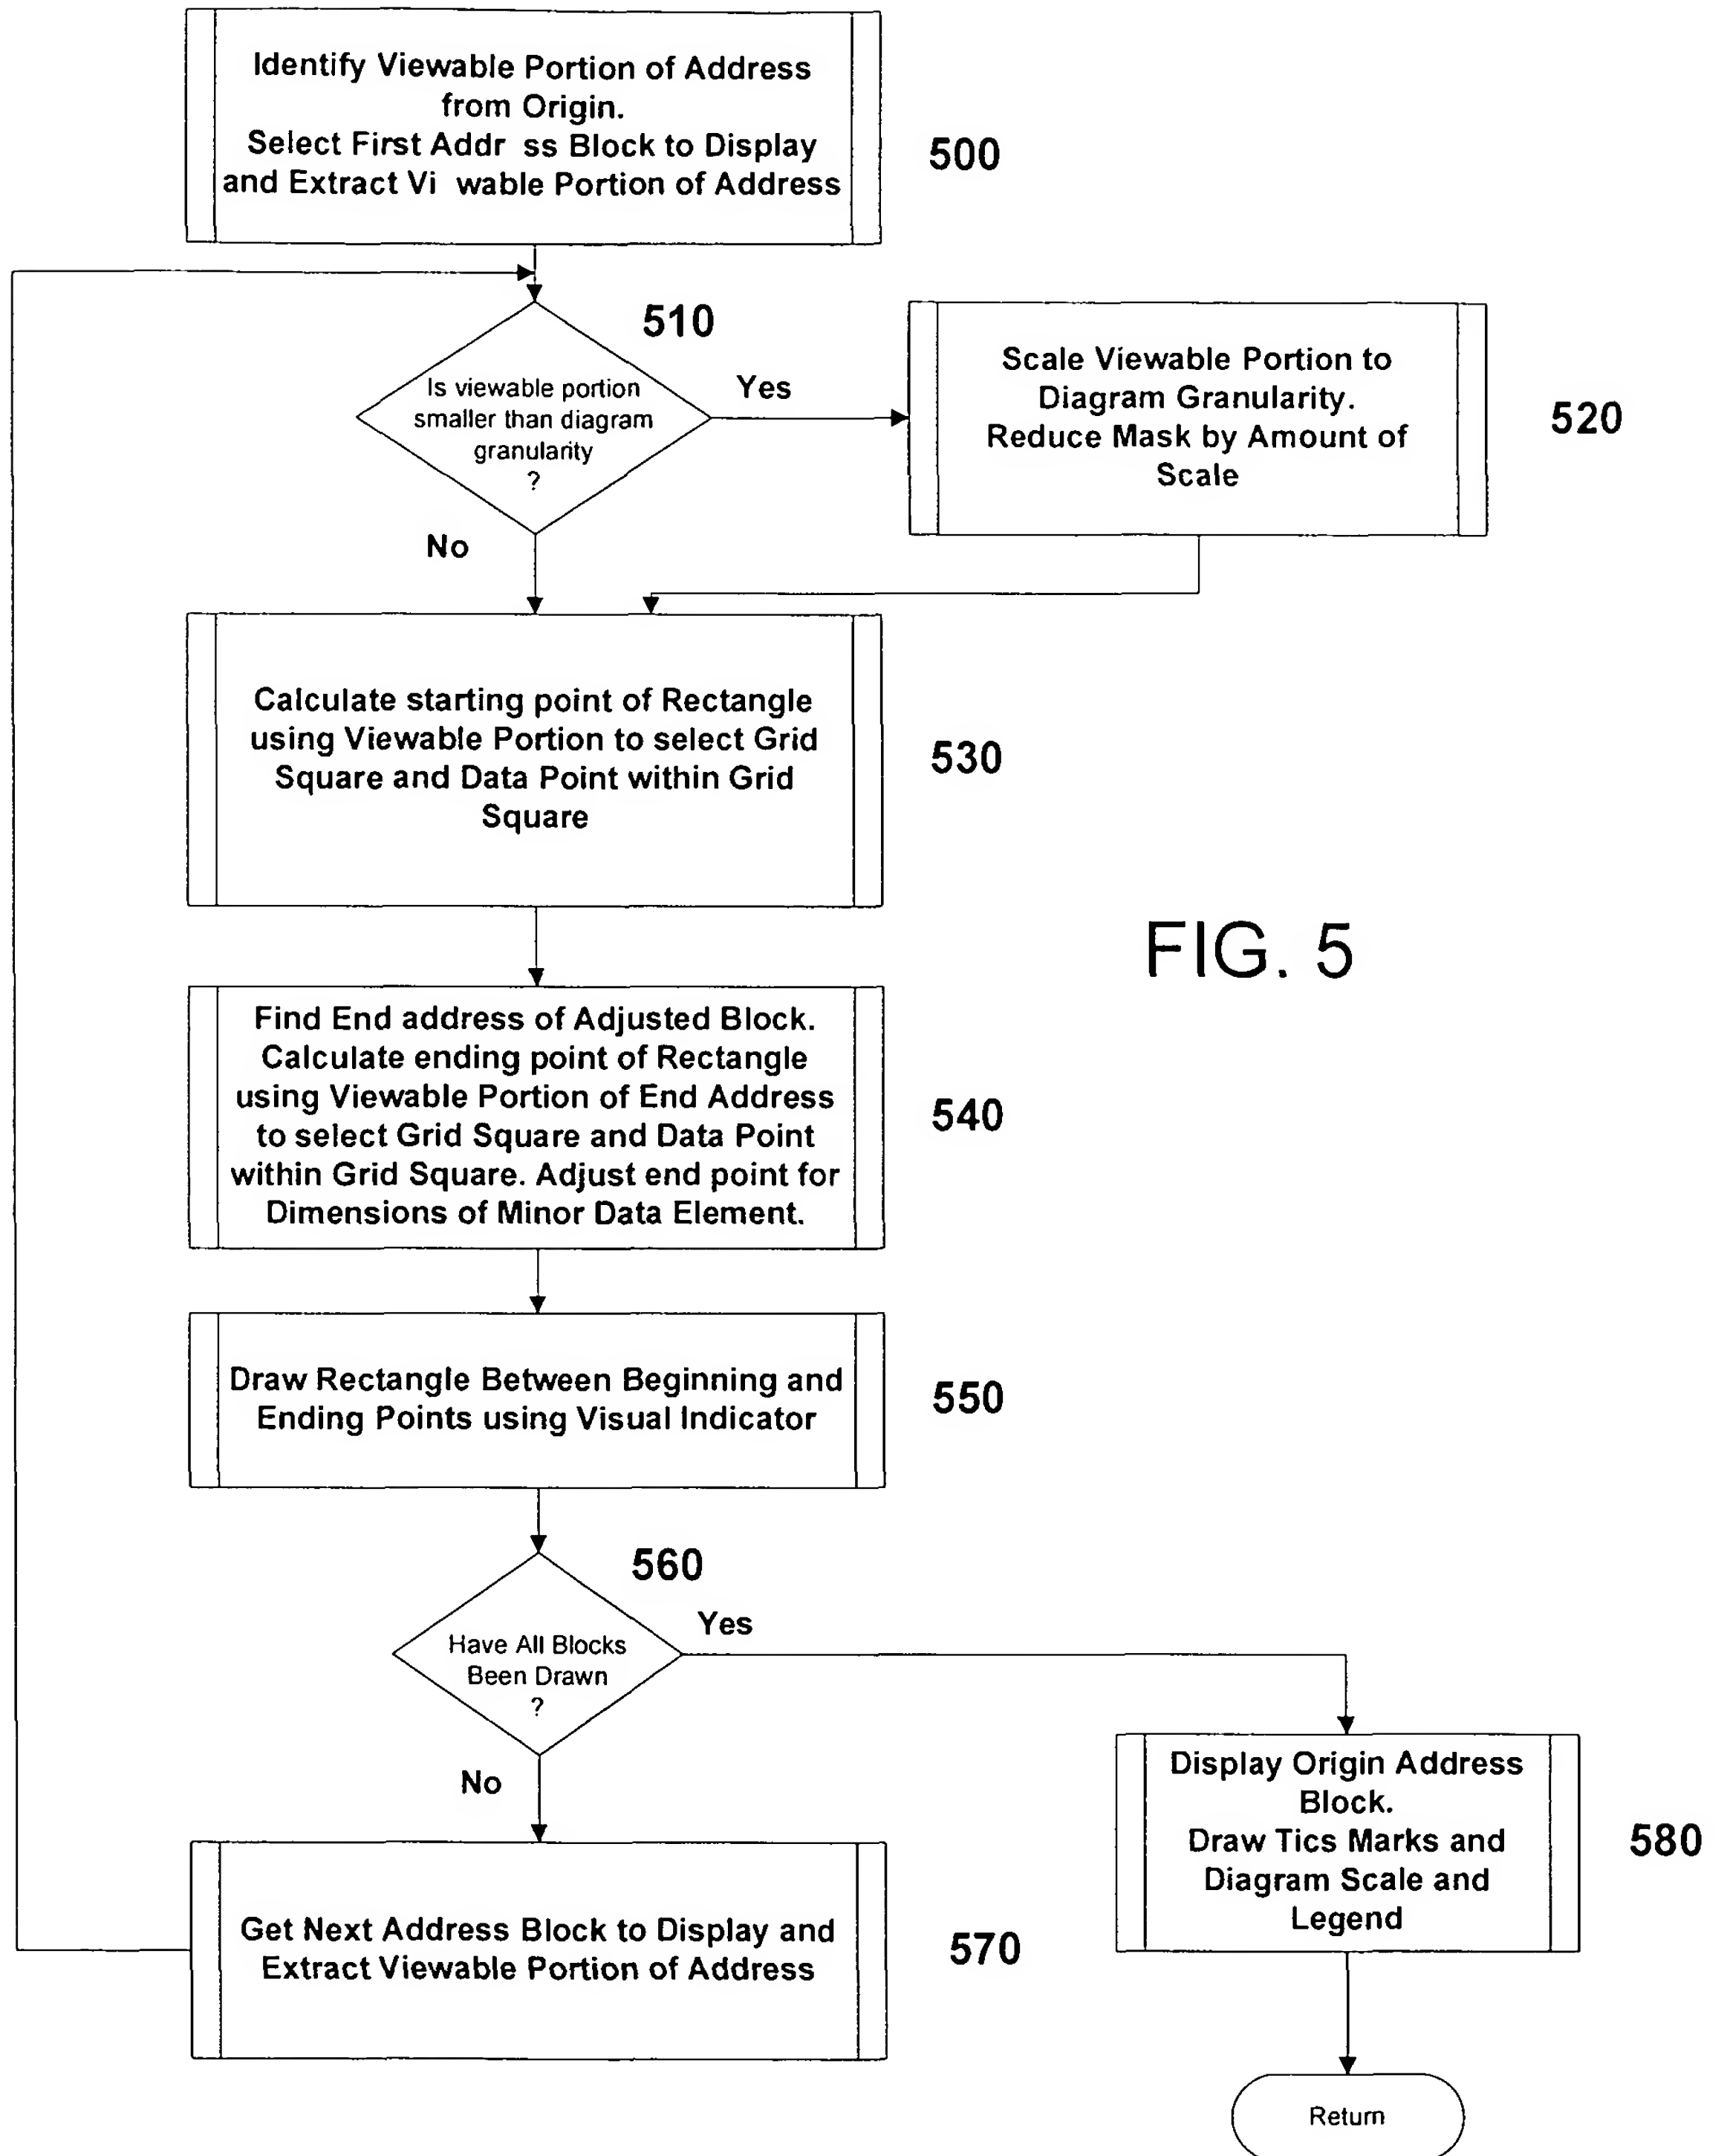 Identify Viewable Portion of Address
from Origin.
Select First Addr ss Block to Display
and Extract Vi wable Portion of Address
500
510
Is viewable portion
smaller than diagram
granularity
?
Yes
No
Scale Viewable Portion to
Diagram Granularity.
Reduce Mask by Amount of
Scale
520
Calculate starting point of Rectangle
using Viewable Portion to select Grid
Square and Data Point within Grid
Square
530
FIG. 5
Find End address of Adjusted Block.
Calculate ending point of Rectangle
using Viewable Portion of End Address
to select Grid Square and Data Point
within Grid Square. Adjust end point for
Dimensions of Minor Data Element.
540
Draw Rectangle Between Beginning and
Ending Points using Visual Indicator
550
560
Have All Blocks
Been Drawn
?
Yes
No
Display Origin Address
Block.
Draw Tics Marks and
Diagram Scale and
Legend
580
Get Next Address Block to Display and
Extract Viewable Portion of Address
570
Return